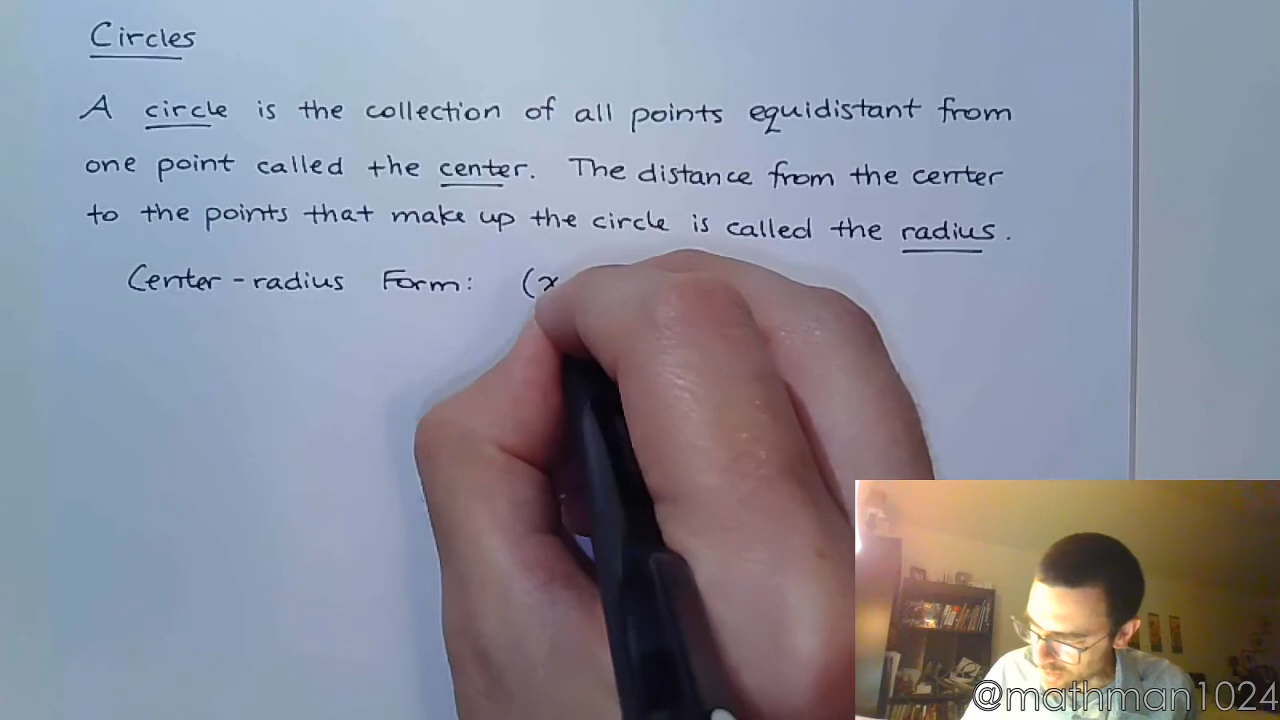 Circles
A circle is the collection of all points equidistant from
one point called the center. The distance from the center
to the points that make up the circle is called the radius.
Center-radius Form: (x
@mathman1024